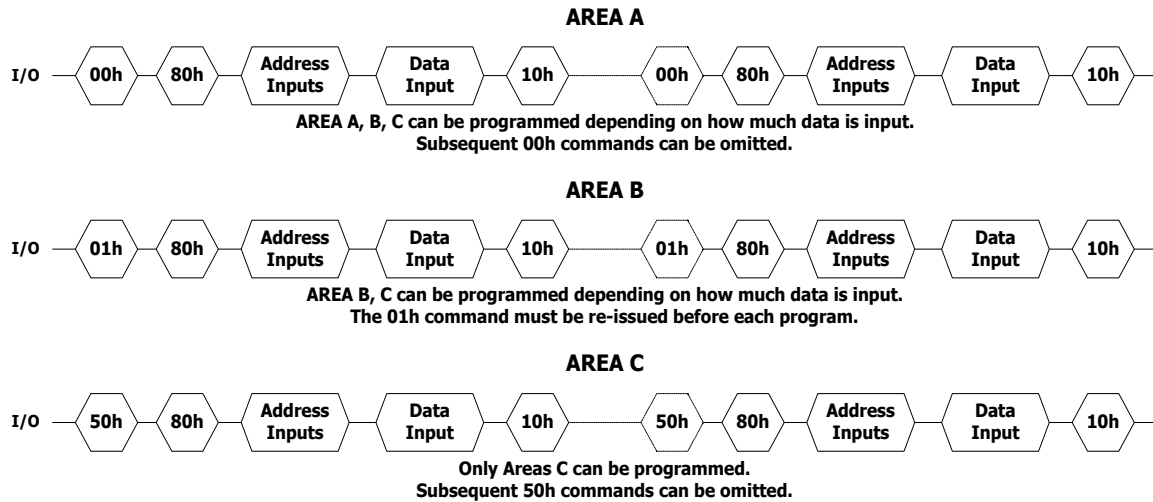 AREA A
I/O 00h 80h Address Inputs Data Input 10h 00h 80h Address Inputs Data Input 10h
AREA A, B, C can be programmed depending on how much data is input.
Subsequent 00h commands can be omitted.
AREA B
I/O 01h 80h Address Inputs Data Input 10h 01h 80h Address Inputs Data Input 10h
AREA B, C can be programmed depending on how much data is input.
The 01h command must be re-issued before each program.
AREA C
I/O 50h 80h Address Inputs Data Input 10h 50h 80h Address Inputs Data Input 10h
Only Areas C can be programmed.
Subsequent 50h commands can be omitted.